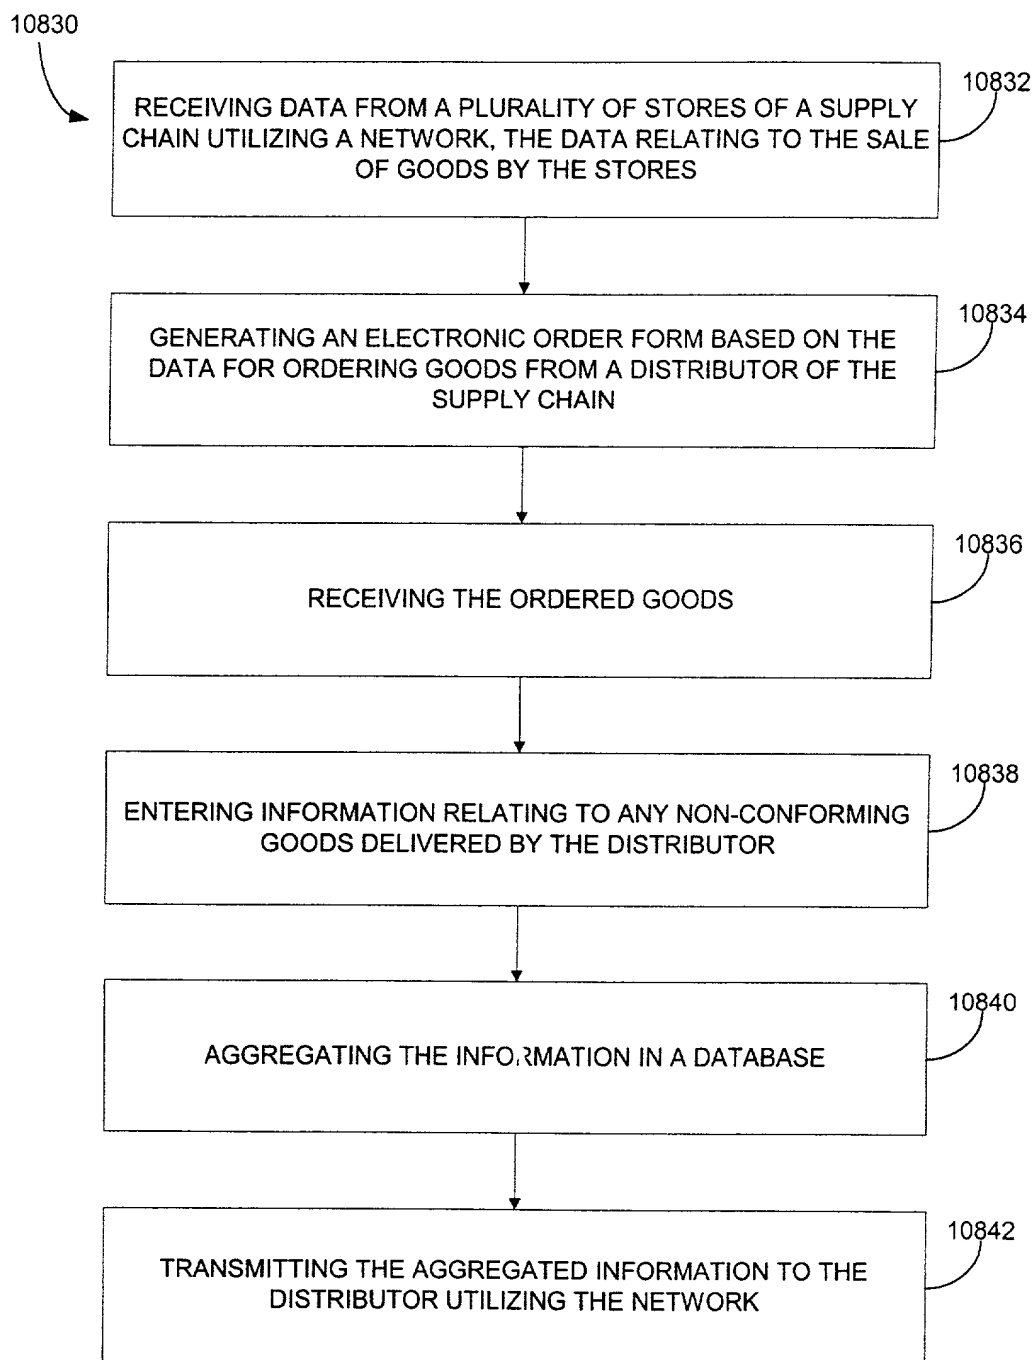 10830
10832
RECEIVING DATA FROM A PLURALITY OF STORES OF A SUPPLY
CHAIN UTILIZING A NETWORK, THE DATA RELATING TO THE SALE
OF GOODS BY THE STORES
10834
GENERATING AN ELECTRONIC ORDER FORM BASED ON THE
DATA FOR ORDERING GOODS FROM A DISTRIBUTOR OF THE
SUPPLY CHAIN
10836
RECEIVING THE ORDERED GOODS
10838
ENTERING INFORMATION RELATING TO ANY NON-CONFORMING
GOODS DELIVERED BY THE DISTRIBUTOR
10840
AGGREGATING THE INFORMATION IN A DATABASE
10842
TRANSMITTING THE AGGREGATED INFORMATION TO THE
DISTRIBUTOR UTILIZING THE NETWORK